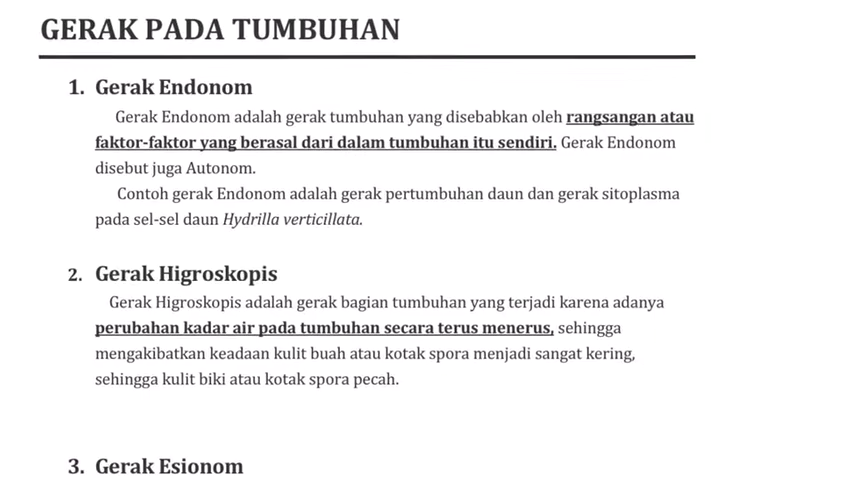 GERAK PADA TUMBUHAN
1. Gerak Endonom
Gerak Endonom adalah gerak tumbuhan yang disebabkan oleh rangsangan atau
faktor-faktor yang berasal dari dalam tumbuhan itu sendiri. Gerak Endonom
disebut juga Autonom.
Contoh gerak Endonom adalah gerak pertumbuhan daun dan gerak sitoplasma
pada sel-sel daun Hydrilla verticillata.
2. Gerak Higroskopis
Gerak Higroskopis adalah gerak bagian tumbuhan yang terjadi karena adanya
perubahan kadar air pada tumbuhan secara terus menerus, sehingga
mengakibatkan keadaan kulit buah atau kotak spora menjadi sangat kering,
sehingga kulit biki atau kotak spora pecah.
3. Gerak Esionom